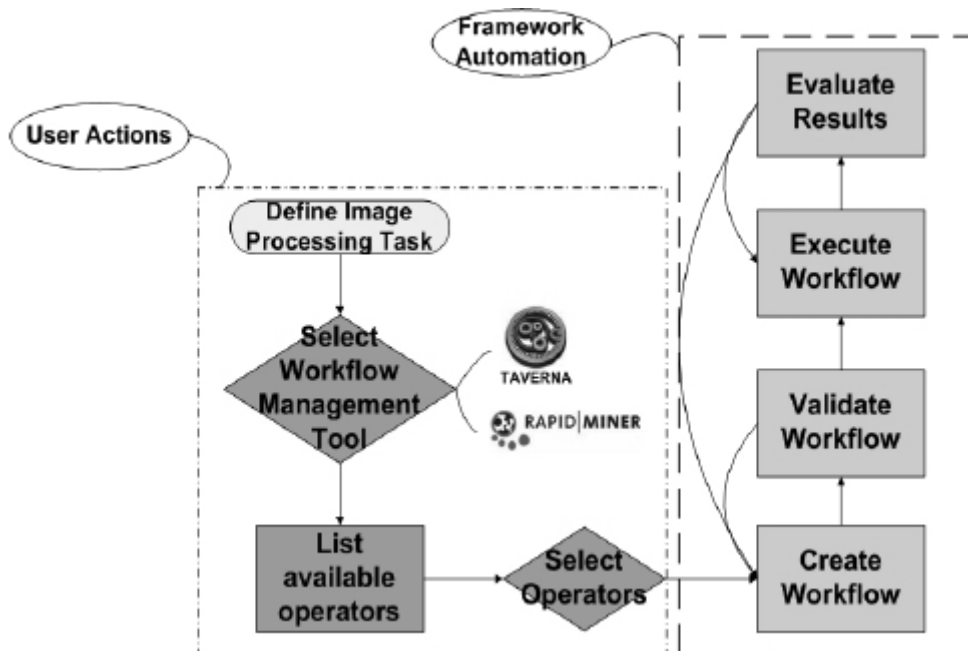 Framework
Automation
User Actions
Define Image
Processing Task
Select
Workflow
Management
Tool
TAVERNA
RAPID MINER
List
available
operators
Select
Operators
Create
Workflow
Validate
Workflow
Execute
Workflow
Evaluate
Results